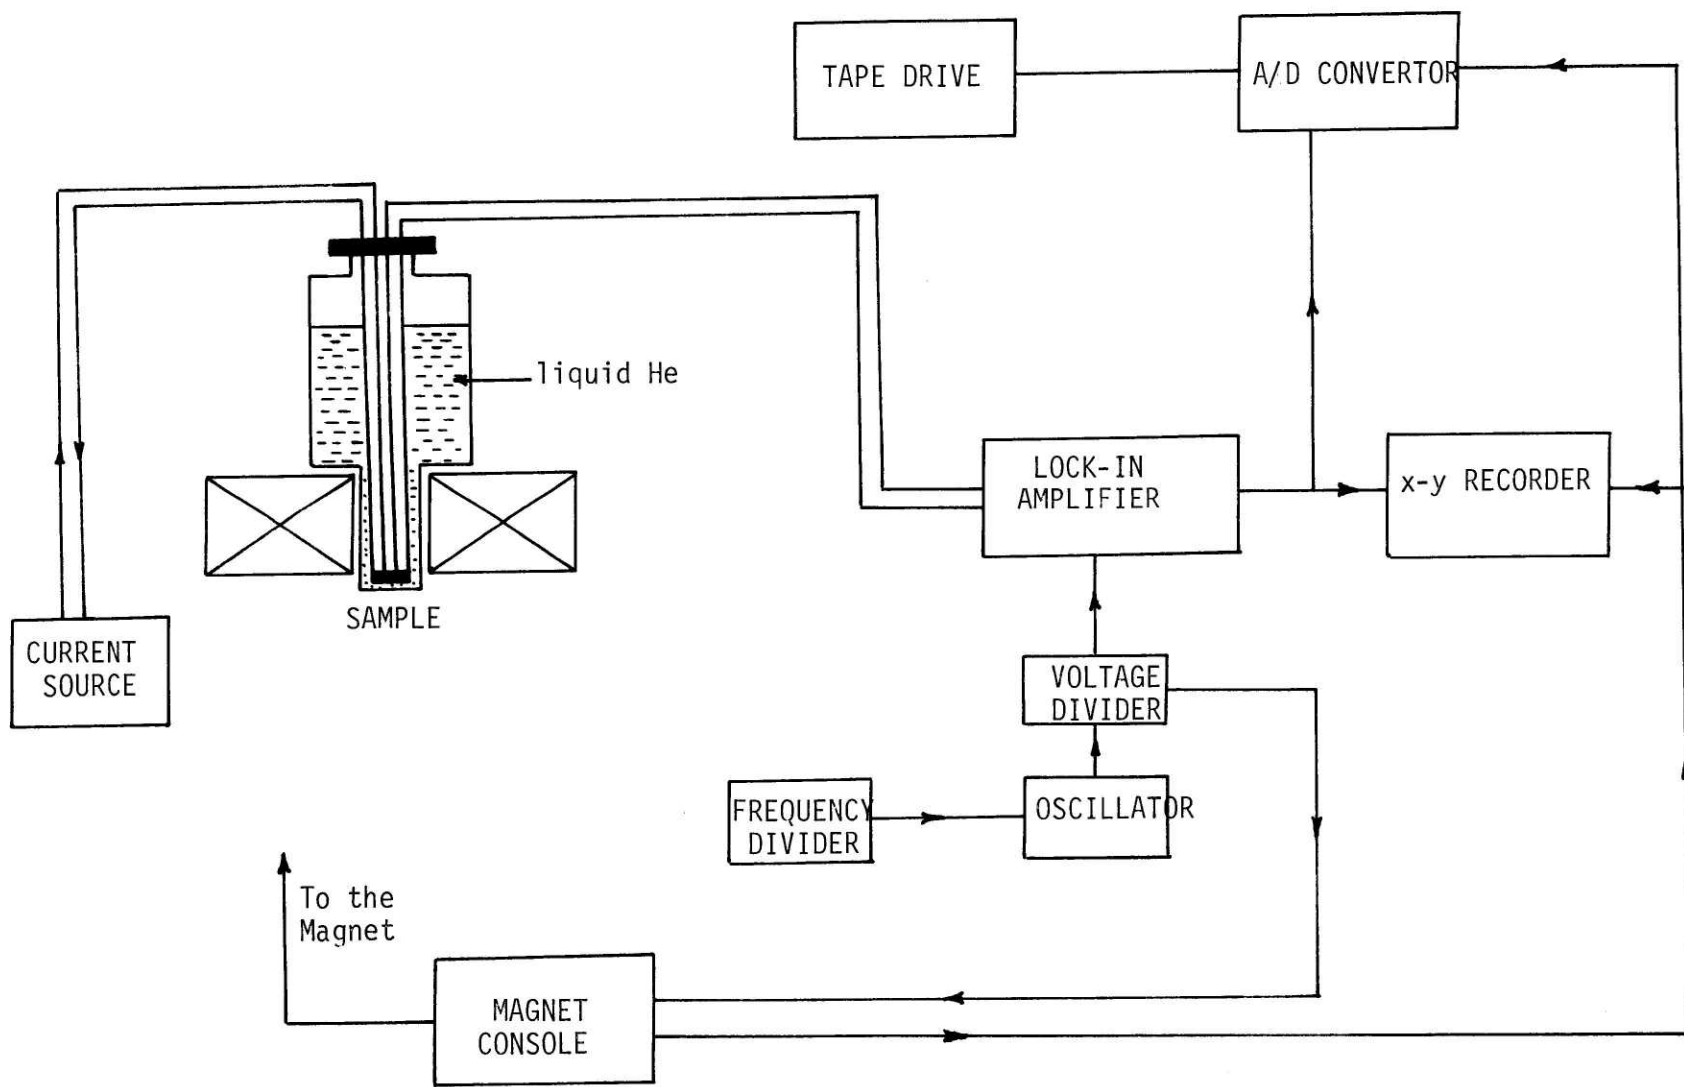 TAPE DRIVE
A/D CONVERTOR
liquid He
LOCK-IN
AMPLIFIER
x-y RECORDER
SAMPLE
CURRENT
SOURCE
VOLTAGE
DIVIDER
FREQUENCY
DIVIDER
OSCILLATOR
To the
Magnet
MAGNET
CONSOLE